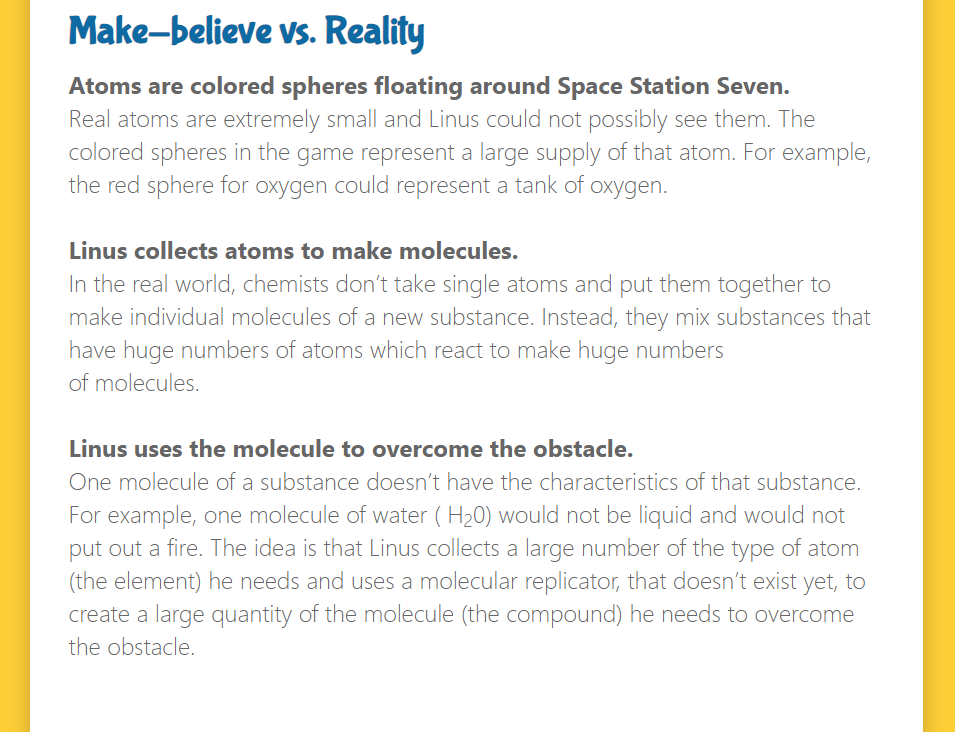 Make–believe vs. Reality
Atoms are colored spheres floating around Space Station Seven.
Real atoms are extremely small and Linus could not possibly see them. The
colored spheres in the game represent a large supply of that atom. For example,
the red sphere for oxygen could represent a tank of oxygen.
Linus collects atoms to make molecules.
In the real world, chemists don’t take single atoms and put them together to
make individual molecules of a new substance. Instead, they mix substances that
have huge numbers of atoms which react to make huge numbers
of molecules.
Linus uses the molecule to overcome the obstacle.
One molecule of a substance doesn’t have the characteristics of that substance.
For example, one molecule of water ( H₂0) would not be liquid and would not
put out a fire. The idea is that Linus collects a large number of the type of atom
(the element) he needs and uses a molecular replicator, that doesn’t exist yet, to
create a large quantity of the molecule (the compound) he needs to overcome
the obstacle.